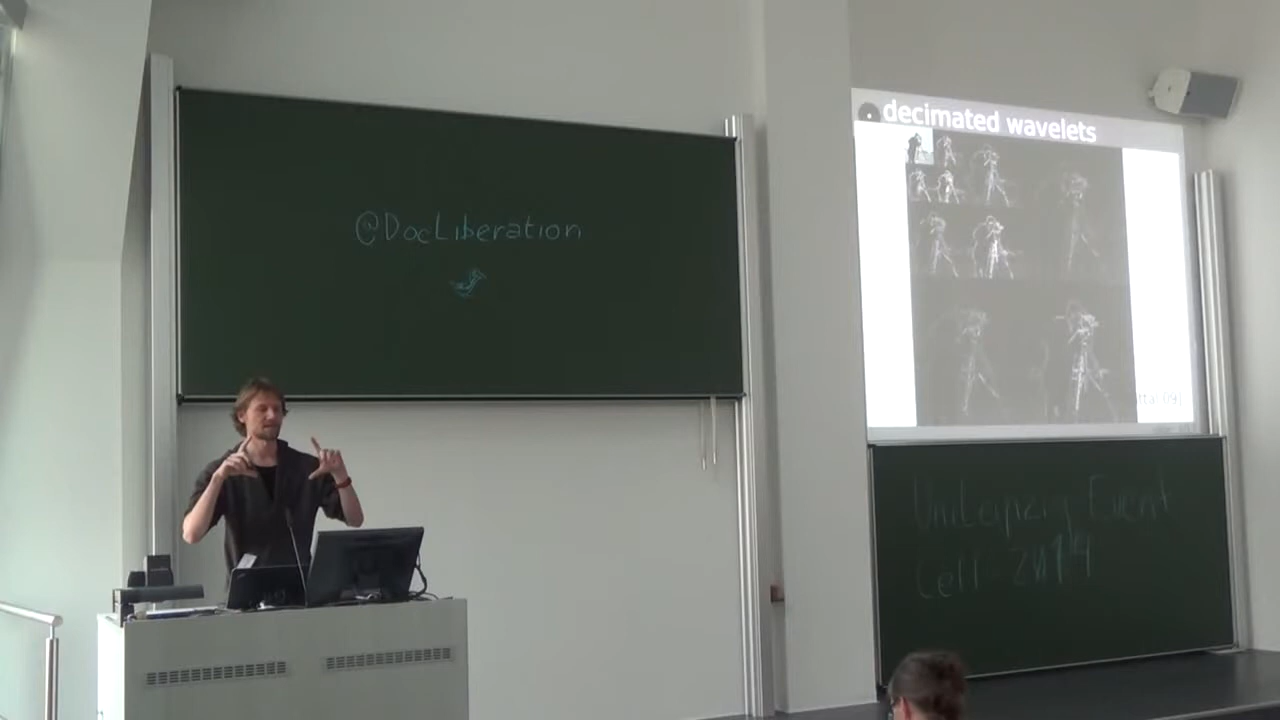 @DocLiberation
decimated wavelets
UniLeipzig Event
Cell 2014